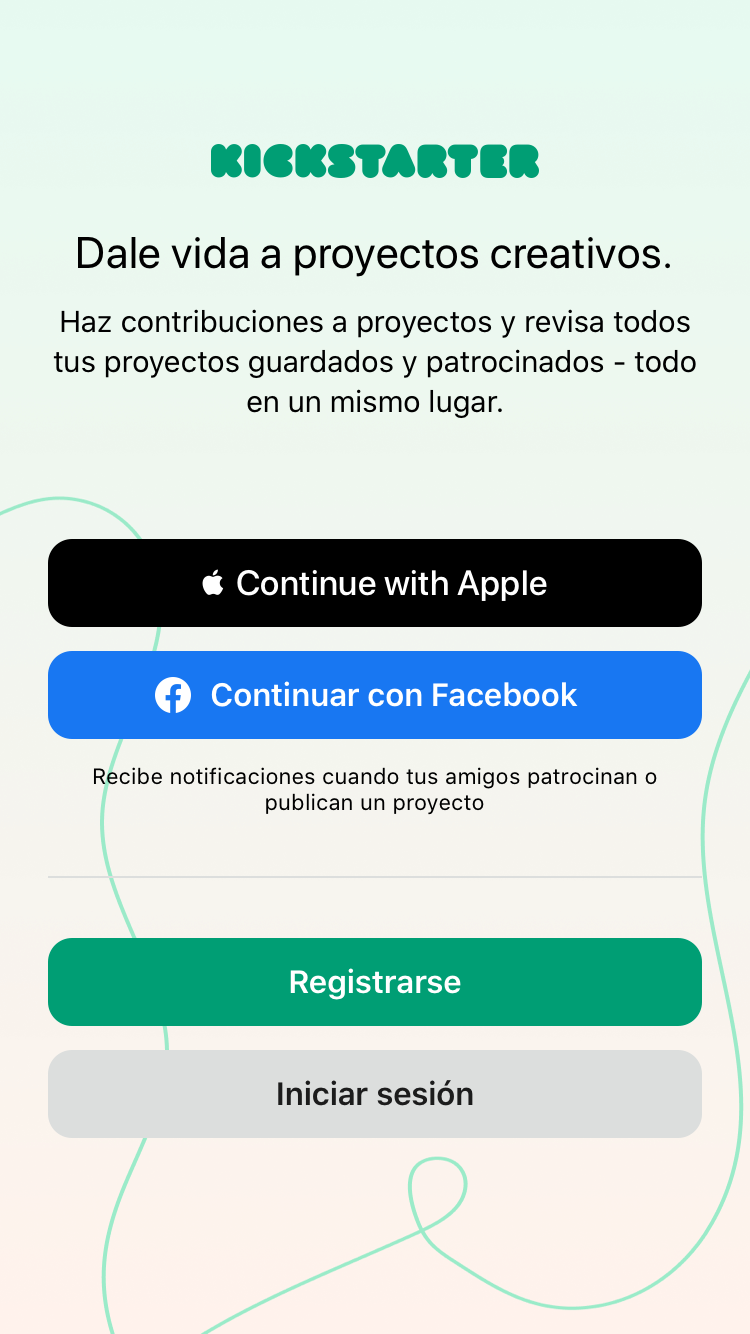 KICKSTARTER
Dale vida a proyectos creativos.
Haz contribuciones a proyectos y revisa todos
tus proyectos guardados y patrocinados - todo
en un mismo lugar.
Continue with Apple
Continuar con Facebook
Recibe notificaciones cuando tus amigos patrocinan o
publican un proyecto
Registrarse
Iniciar sesión